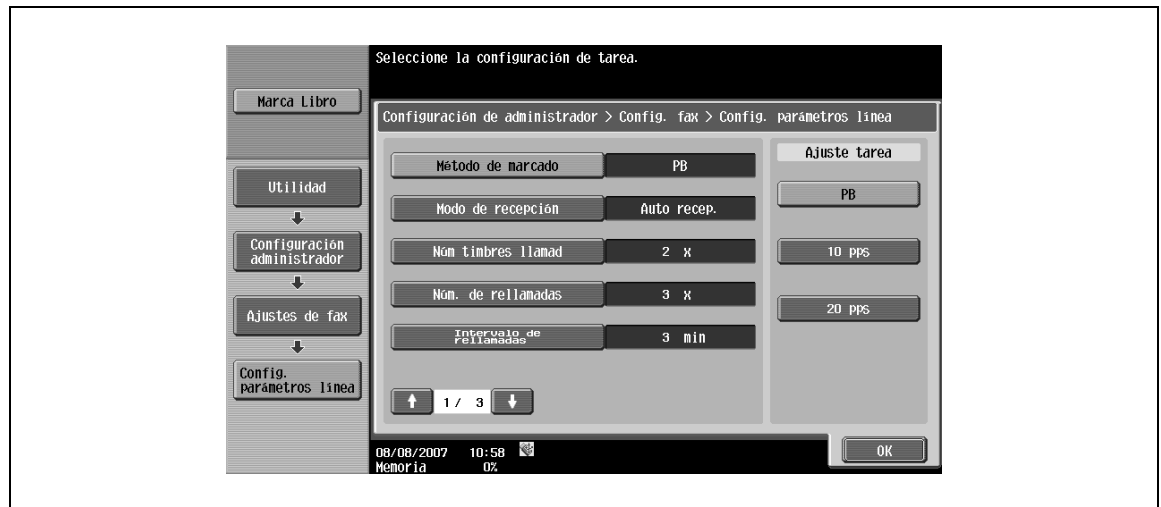 Seleccione la configuración de tarea.
Marca Libro
Configuración de administrador > Config. fax > Config. parámetros línea
Utilidad
Configuración
administrador
Ajustes de fax
Config.
parámetros línea
Método de marcado PB
Modo de recepción Auto recep.
Núm timbres llamad 2 x
Núm. de rellamadas 3 x
Intervalo de
rellamadas 3 min
1/ 3
Ajuste tarea
PB
10 pps
20 pps
08/08/2007 10:58
Memoria 0%
OK